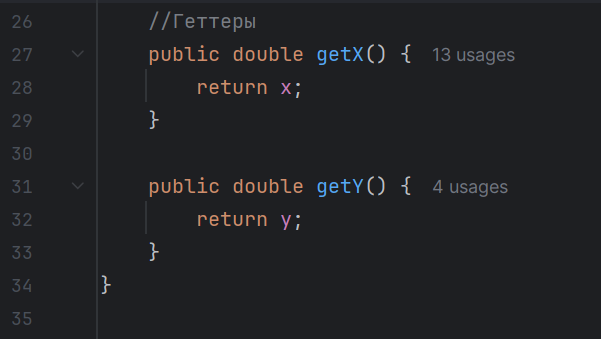 26 //Геттеры
27 public double getX() { 13 usages
28 return x;
29 }
30
31 public double getY() { 4 usages
32 return y;
33 }
34 }
35